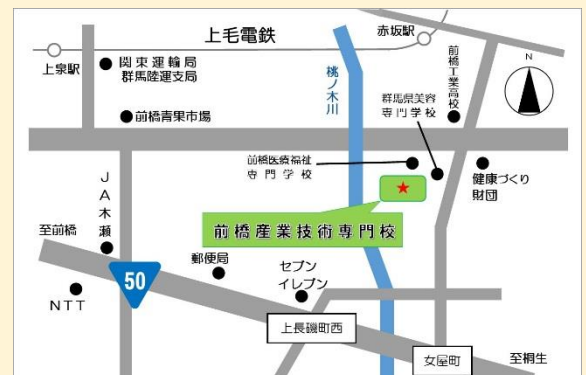 上毛電鉄
赤坂駅
上泉駅
関東運輸局
群馬陸運支局
桃ノ木川
前橋工業高校
N
前橋青果市場
群馬県美容
専門学校
前橋医療福祉
専門学校
健康づくり
財団
JA木瀬
前橋産業技術専門校
至前橋
郵便局
セブン
イレブン
50
NTT
上長磯町西
女屋町
至桐生